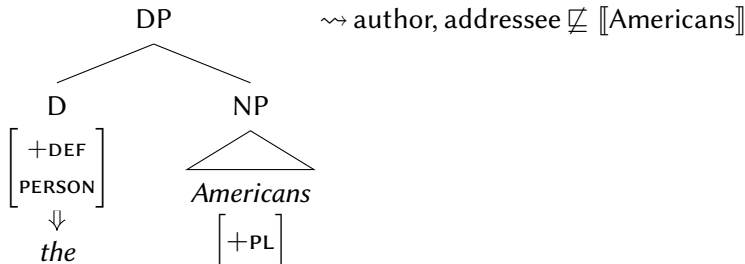 DP ⇝ author, addressee ⋢ ⟦Americans⟧
D NP
+DEF
PERSON
Americans
⇓
the
+PL